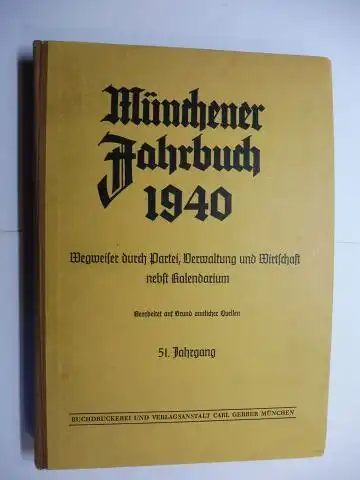 Münchener
Jahrbuch
1940
Wegweiser durch Partei, Verwaltung und Wirtschaft
nebst Kalendarium
Bearbeitet auf Grund amtlicher Quellen
51. Jahrgang
BUCHDRUCKEREI UND VERLAGSANSTALT CARL GERBER MÜNCHEN